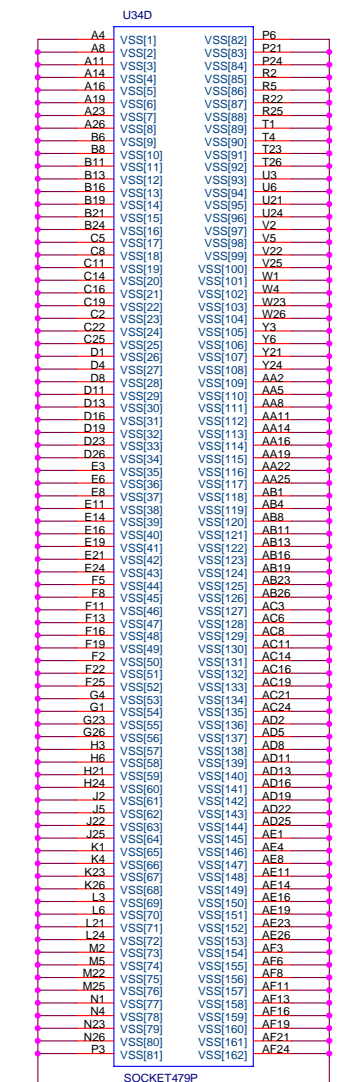 U34D
A4 VSS[1] VSS[82] P6
A8 VSS[2] VSS[83] P21
A11 VSS[3] VSS[84] P24
A14 VSS[4] VSS[85] R2
A16 VSS[5] VSS[86] R5
A19 VSS[6] VSS[87] R22
A23 VSS[7] VSS[88] R25
A26 VSS[8] VSS[89] T1
B6 VSS[9] VSS[90] T4
B8 VSS[10] VSS[91] T23
B11 VSS[11] VSS[92] T26
B13 VSS[12] VSS[93] U3
B16 VSS[13] VSS[94] U6
B19 VSS[14] VSS[95] U21
B21 VSS[15] VSS[96] U24
B24 VSS[16] VSS[97] V2
C5 VSS[17] VSS[98] V5
C8 VSS[18] VSS[99] V22
C11 VSS[19] VSS[100] V25
C14 VSS[20] VSS[101] W1
C16 VSS[21] VSS[102] W4
C19 VSS[22] VSS[103] W23
C2 VSS[23] VSS[104] W26
C22 VSS[24] VSS[105] Y3
C25 VSS[25] VSS[106] Y6
D1 VSS[26] VSS[107] Y21
D4 VSS[27] VSS[108] Y24
D8 VSS[28] VSS[109] AA2
D11 VSS[29] VSS[110] AA5
D13 VSS[30] VSS[111] AA8
D16 VSS[31] VSS[112] AA11
D19 VSS[32] VSS[113] AA14
D23 VSS[33] VSS[114] AA16
D26 VSS[34] VSS[115] AA19
E3 VSS[35] VSS[116] AA22
E6 VSS[36] VSS[117] AA25
E8 VSS[37] VSS[118] AB1
E11 VSS[38] VSS[119] AB4
E14 VSS[39] VSS[120] AB8
E16 VSS[40] VSS[121] AB11
E19 VSS[41] VSS[122] AB13
E21 VSS[42] VSS[123] AB16
E24 VSS[43] VSS[124] AB19
F5 VSS[44] VSS[125] AB23
F8 VSS[45] VSS[126] AB26
F11 VSS[46] VSS[127] AC3
F13 VSS[47] VSS[128] AC6
F16 VSS[48] VSS[129] AC8
F19 VSS[49] VSS[130] AC11
F2 VSS[50] VSS[131] AC14
F22 VSS[51] VSS[132] AC16
F25 VSS[52] VSS[133] AC19
G4 VSS[53] VSS[134] AC21
G1 VSS[54] VSS[135] AC24
G23 VSS[55] VSS[136] AD2
G26 VSS[56] VSS[137] AD5
H3 VSS[57] VSS[138] AD8
H6 VSS[58] VSS[139] AD11
H21 VSS[59] VSS[140] AD13
H24 VSS[60] VSS[141] AD16
J2 VSS[61] VSS[142] AD19
J5 VSS[62] VSS[143] AD22
J22 VSS[63] VSS[144] AD25
J25 VSS[64] VSS[145] AE1
K1 VSS[65] VSS[146] AE4
K4 VSS[66] VSS[147] AE8
K23 VSS[67] VSS[148] AE11
K26 VSS[68] VSS[149] AE14
L3 VSS[69] VSS[150] AE16
L6 VSS[70] VSS[151] AE19
L21 VSS[71] VSS[152] AE23
L24 VSS[72] VSS[153] AE26
M2 VSS[73] VSS[154] AF3
M5 VSS[74] VSS[155] AF6
M22 VSS[75] VSS[156] AF8
M25 VSS[76] VSS[157] AF11
N1 VSS[77] VSS[158] AF13
N4 VSS[78] VSS[159] AF16
N23 VSS[79] VSS[160] AF19
N26 VSS[80] VSS[161] AF21
P3 VSS[81] VSS[162] AF24
SOCKET479P